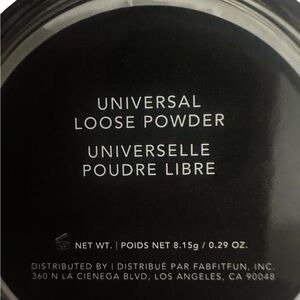 UNIVERSAL
LOOSE POWDER
UNIVERSELLE
POUDRE LIBRE
NET WT. | POIDS NET 8.15g / 0.29 OZ.
DISTRIBUTED BY | DISTRIBUÉ PAR FABFITFUN, INC.
360 N LA CIENEGA BLVD, LOS ANGELES, CA 90048